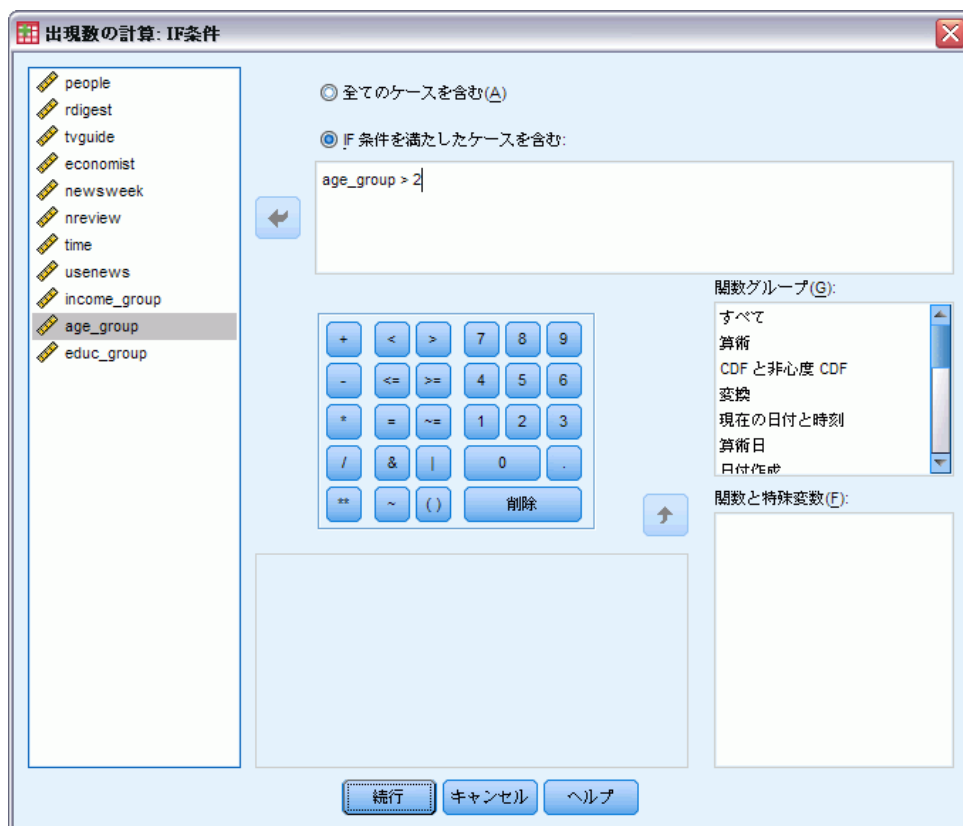 出現数の計算: IF条件
people
rdigest
tvguide
economist
newsweek
nreview
time
usenews
income_group
age_group
educ_group
全てのケースを含む(A)
IF 条件を満たしたケースを含む:
age_group > 2
+ < > 7 8 9
- <= >= 4 5 6
* = ~= 1 2 3
/ & | 0 .
** ~ ( ) 削除
関数グループ(G):
すべて
算術
CDF と非心度 CDF
変換
現在の日付と時刻
算術日
日付作成
関数と特殊変数(F):
続行 キャンセル ヘルプ